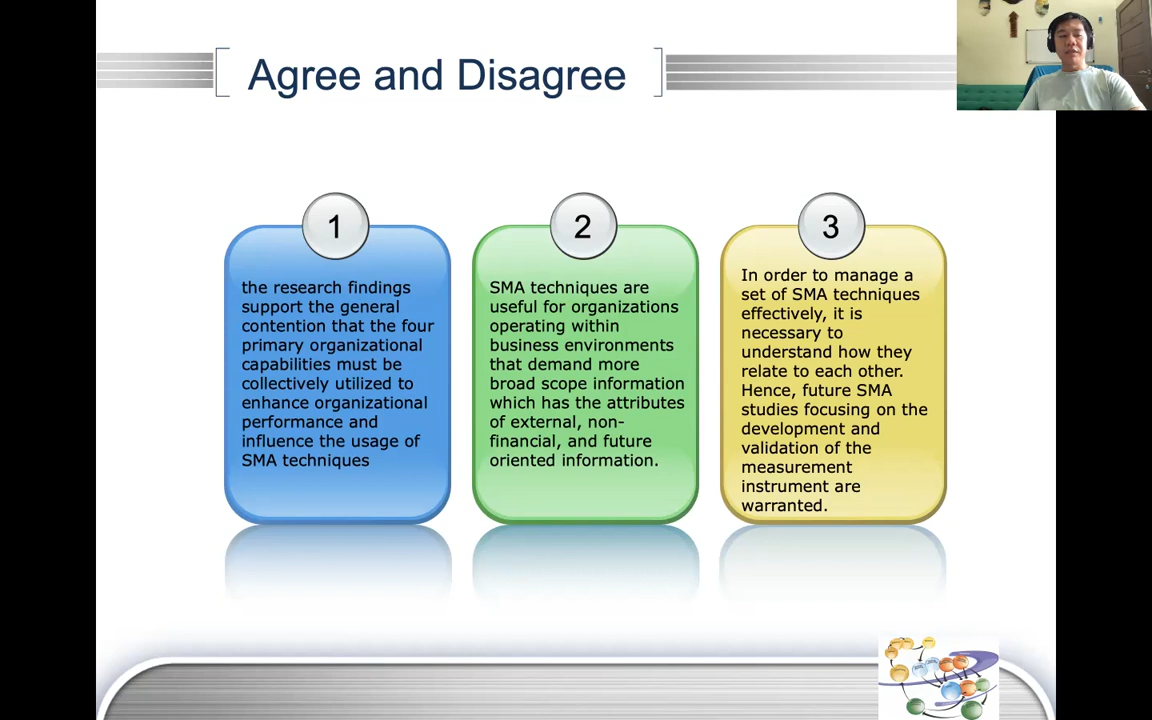 Agree and Disagree
1
the research findings
support the general
contention that the four
primary organizational
capabilities must be
collectively utilized to
enhance organizational
performance and
influence the usage of
SMA techniques
2
SMA techniques are
useful for organizations
operating within
business environments
that demand more
broad scope information
which has the attributes
of external, non-
financial, and future
oriented information.
3
In order to manage a
set of SMA techniques
effectively, it is
necessary to
understand how they
relate to each other.
Hence, future SMA
studies focusing on the
development and
validation of the
measurement
instrument are
warranted.